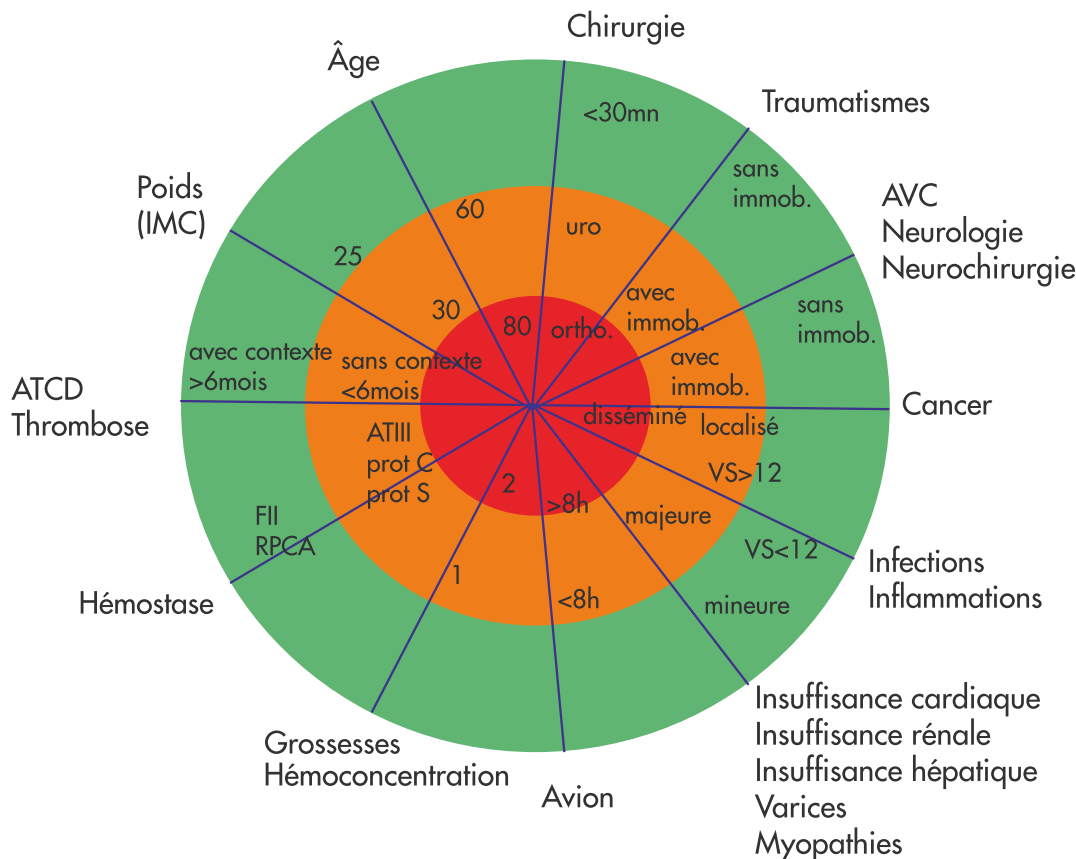 Chirurgie
Âge
<30mn
Traumatismes
sans
immob.
Poids
(IMC)
60
uro
AVC
Neurologie
Neurochirurgie
25
30
80
ortho.
avec
immob.
sans
immob.
avec contexte
>6mois
sans contexte
<6mois
avec
immob.
ATCD
Thrombose
disséminé
localisé
Cancer
ATIII
prot C
prot S
2
>8h
VS>12
majeure
FII
RPCA
VS<12
Infections
Inflammations
Hémostase
1
<8h
mineure
Grossesses
Hémoconcentration
Avion
Insuffisance cardiaque
Insuffisance rénale
Insuffisance hépatique
Varices
Myopathies